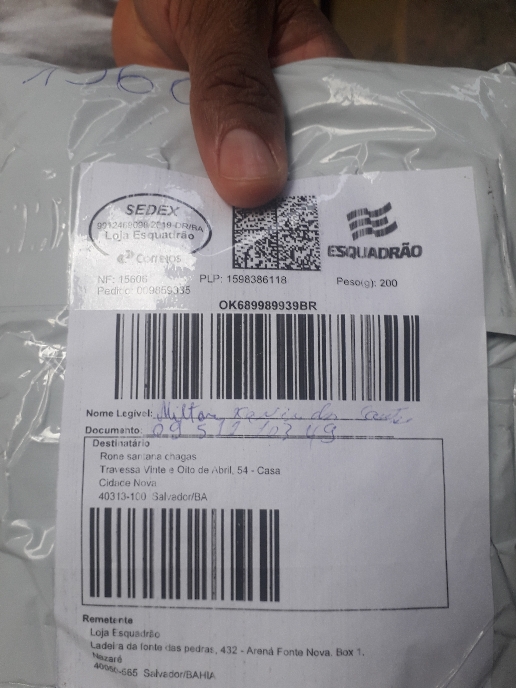 SEDEX
Loja Esquadrão
Correios
ESQUADRÃO
NF: 15606
PLP: 1598386118
Peso(g): 200
Pedido:
OK689989939BR
Nome Legível: Milton
Documento:
Destinatário
Rone santana chagas
Travessa Vinte e Oito de Abril, 54 - Casa
Cidade Nova
40313-100 Salvador/BA
Remetente
Loja Esquadrão
Ladeira da fonte das pedras, 432 - Arena Fonte Nova. Box 1.
Nazaré
Salvador/BAHIA